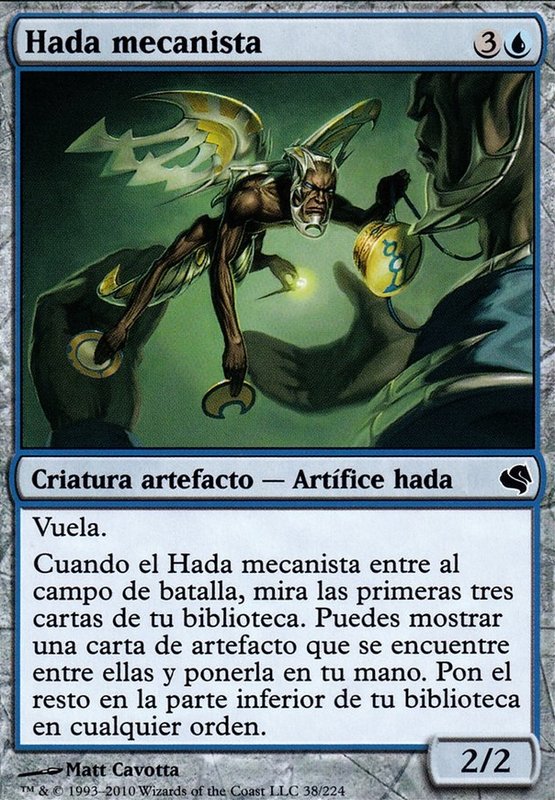 Hada mecanista 3
Criatura artefacto — Artífice hada
Vuela.
Cuando el Hada mecanista entre al
campo de batalla, mira las primeras tres
cartas de tu biblioteca. Puedes mostrar
una carta de artefacto que se encuentre
entre ellas y ponerla en tu mano. Pon el
resto en la parte inferior de tu biblioteca
en cualquier orden.
2/2
Matt Cavotta
™ & © 1993–2010 Wizards of the Coast LLC 38/224